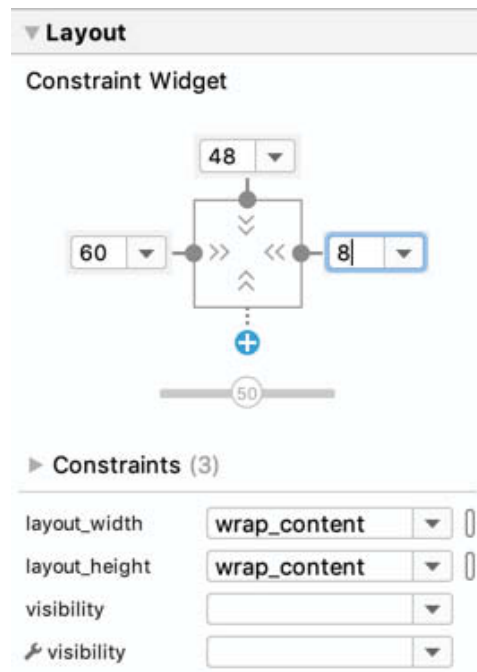 Layout
Constraint Widget
48
60
8
50
Constraints (3)
layout_width wrap_content
layout_height wrap_content
visibility
visibility